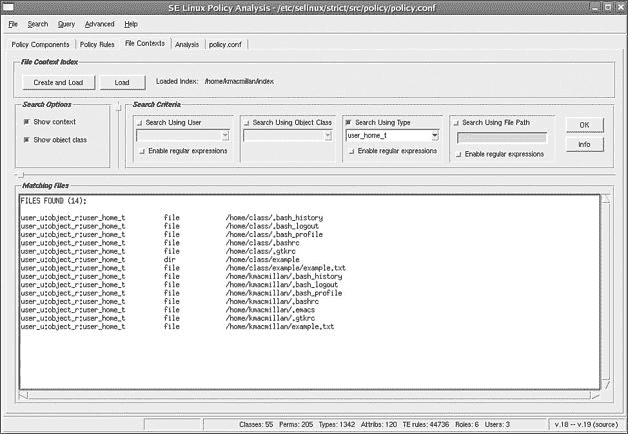 SE Linux Policy Analysis - /etc/selinux/strict/src/policy/policy.conf
File Search Query Advanced Help
Policy Components Policy Rules File Contexts Analysis policy.conf
File Context Index
Create and Load Load Loaded Index: /home/kmacmillan/index
Search Options Search Criteria
Show context Search Using User Search Using Object Class Search Using Type Search Using File Path OK
user_home_t
Show object class Enable regular expressions Enable regular expressions Enable regular expressions Info
Matching Files
FILES FOUND (14):
user_u:object_r:user_home_t file /home/class/.bash_history
user_u:object_r:user_home_t file /home/class/.bash_logout
user_u:object_r:user_home_t file /home/class/.bash_profile
user_u:object_r:user_home_t file /home/class/.bashrc
user_u:object_r:user_home_t file /home/class/.gtkrc
user_u:object_r:user_home_t dir /home/class/example
user_u:object_r:user_home_t file /home/class/example/example.txt
user_u:object_r:user_home_t file /home/kmacmillan/.bash_history
user_u:object_r:user_home_t file /home/kmacmillan/.bash_logout
user_u:object_r:user_home_t file /home/kmacmillan/.bash_profile
user_u:object_r:user_home_t file /home/kmacmillan/.bashrc
user_u:object_r:user_home_t file /home/kmacmillan/.emacs
user_u:object_r:user_home_t file /home/kmacmillan/.gtkrc
user_u:object_r:user_home_t file /home/kmacmillan/example.txt
Classes: 55 Perms: 205 Types: 1342 Attribs: 120 TE rules: 44736 Roles: 6 Users: 3 v.18 -- v.19 (source)